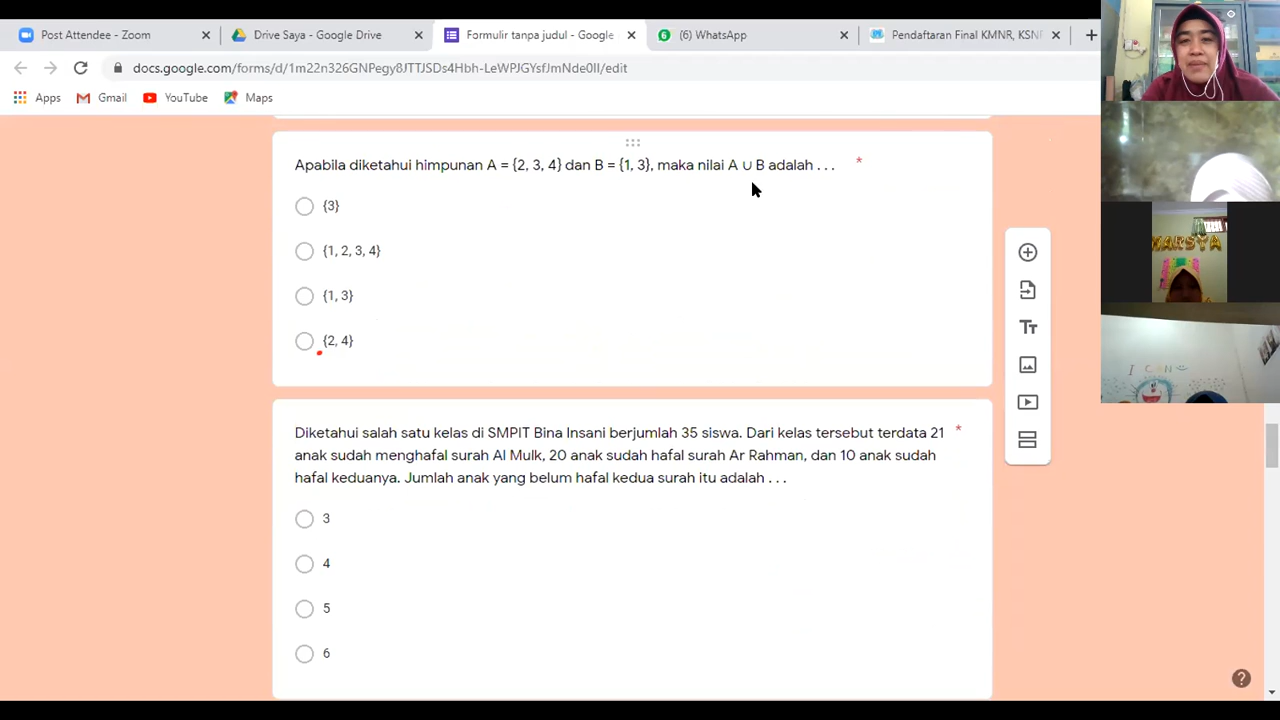 Post Attendee - Zoom
Drive Saya - Google Drive
Formulir tanpa judul - Google
(6) WhatsApp
Pendaftaran Final KMNR, KSNF
docs.google.com/forms/d/1m22n326GNPegy8JTTJSDs4Hbh-LeWPJGYsfJmNde0lI/edit
Apps
Gmail
YouTube
Maps
Apabila diketahui himpunan A = {2, 3, 4} dan B = {1, 3}, maka nilai A ∪ B adalah . . . *
{3}
{1, 2, 3, 4}
{1, 3}
{2, 4}
Diketahui salah satu kelas di SMPIT Bina Insani berjumlah 35 siswa. Dari kelas tersebut terdata 21 *
anak sudah menghafal surah Al Mulk, 20 anak sudah hafal surah Ar Rahman, dan 10 anak sudah
hafal keduanya. Jumlah anak yang belum hafal kedua surah itu adalah . . .
3
4
5
6
ARSYA
I CAN